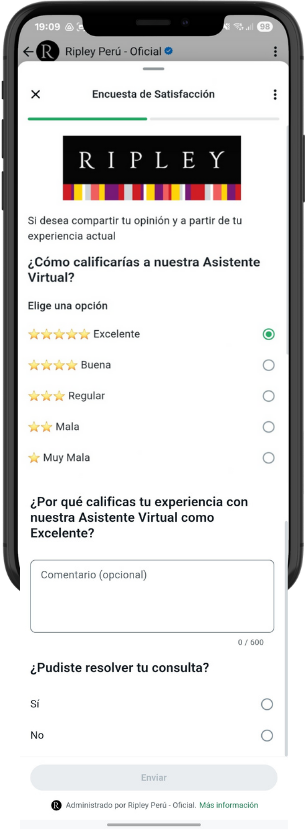 19:09
98
Ripley Perú - Oficial
Encuesta de Satisfacción
RIPLEY
Si desea compartir tu opinión y a partir de tu
experiencia actual
¿Cómo calificarías a nuestra Asistente
Virtual?
Elige una opción
⭐⭐⭐⭐⭐ Excelente
⭐⭐⭐⭐ Buena
⭐⭐⭐ Regular
⭐⭐ Mala
⭐ Muy Mala
¿Por qué calificas tu experiencia con
nuestra Asistente Virtual como
Excelente?
Comentario (opcional)
0 / 600
¿Pudiste resolver tu consulta?
Sí
No
Enviar
R Administrado por Ripley Perú - Oficial. Más información